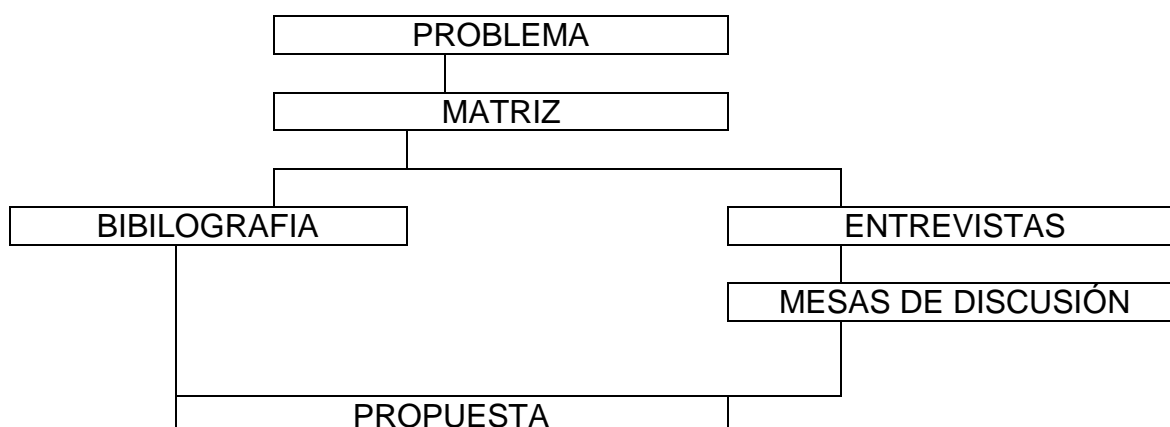 PROBLEMA
MATRIZ
BIBILOGRAFIA
ENTREVISTAS
MESAS DE DISCUSIÓN
PROPUESTA